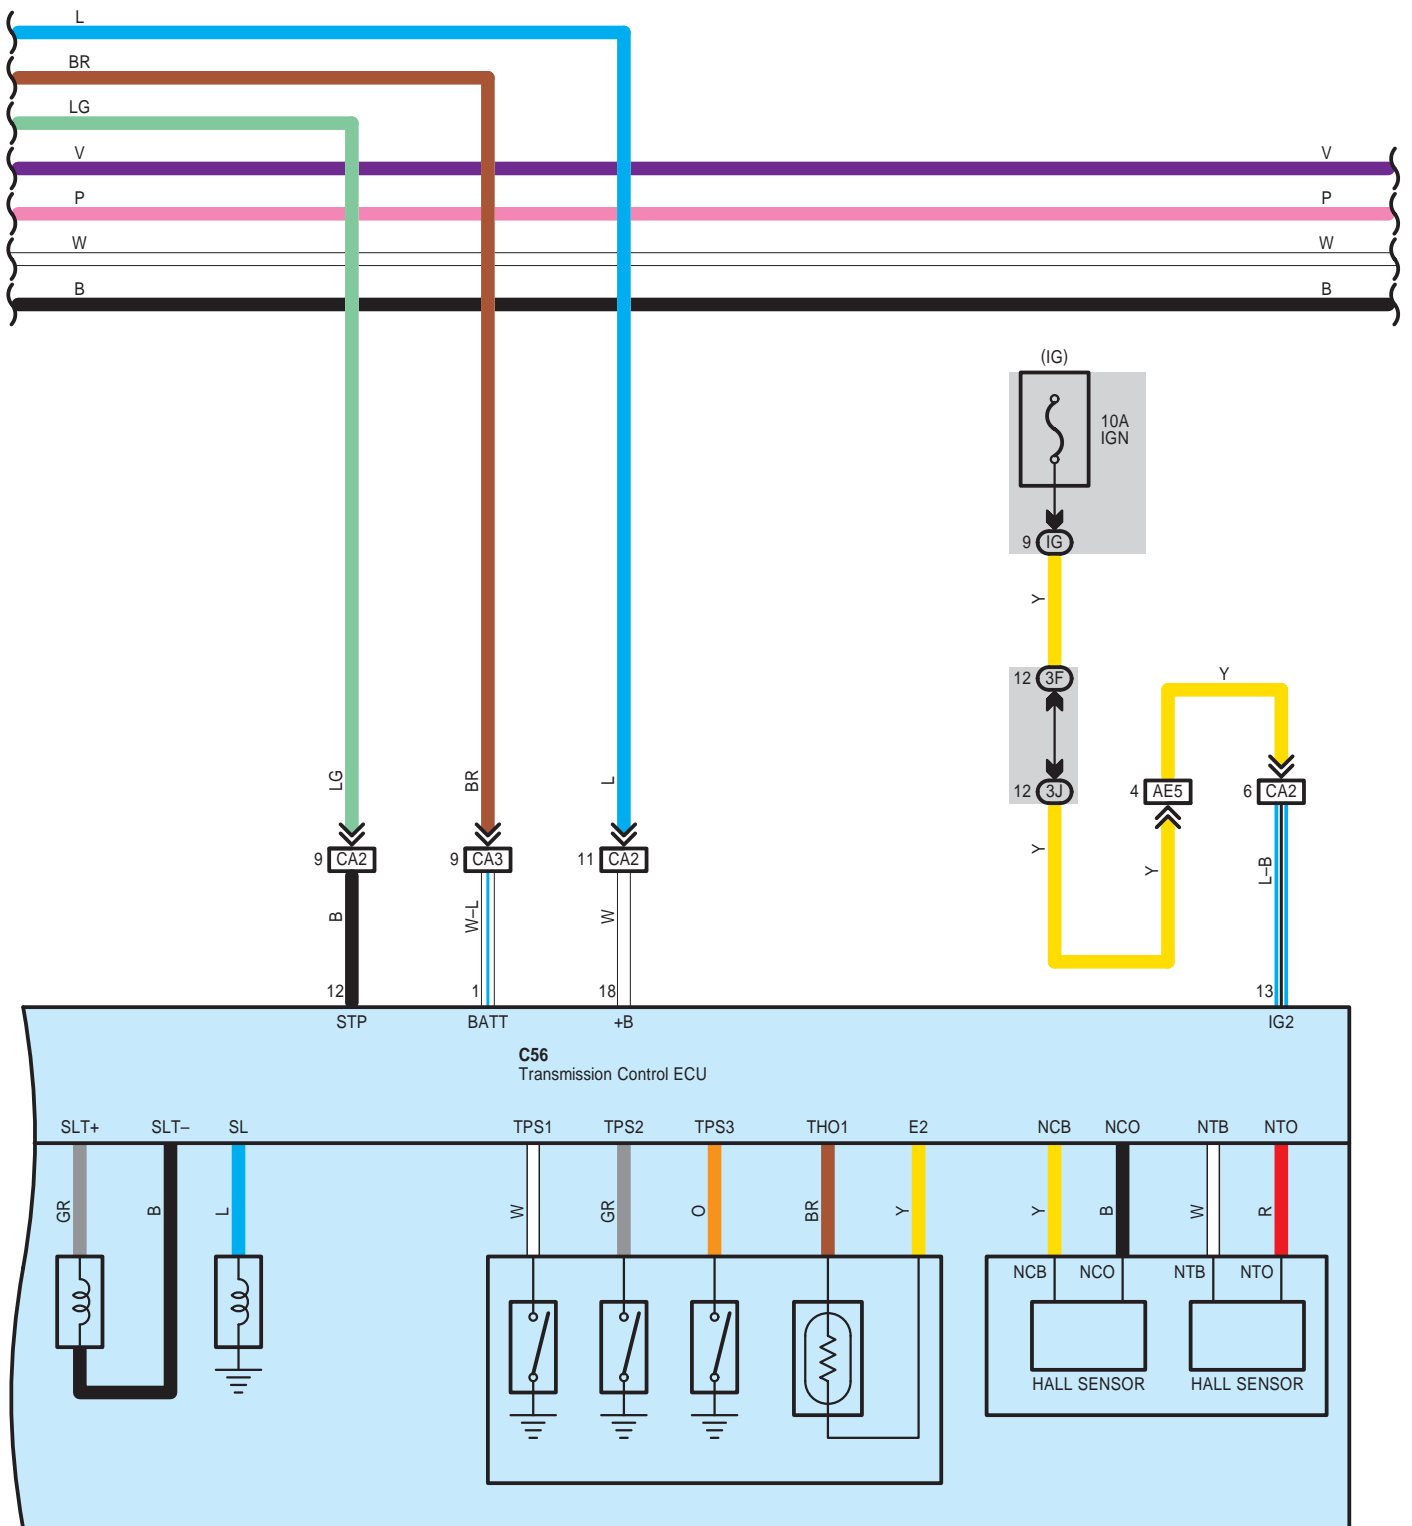 L
BR
LG
V V
P P
W W
B B
(IG)
10A
IGN
9 IG
Y
12 3F
Y
LG BR L
12 3J 4 AE5 6 CA2
9 CA2 9 CA3 11 CA2
Y Y L–B
B W–L W
12 1 18 13
STP BATT +B IG2
C56
Transmission Control ECU
SLT+ SLT– SL TPS1 TPS2 TPS3 THO1 E2 NCB NCO NTB NTO
GR B L W GR O BR Y Y B W R
NCB NCO NTB NTO
HALL SENSOR HALL SENSOR